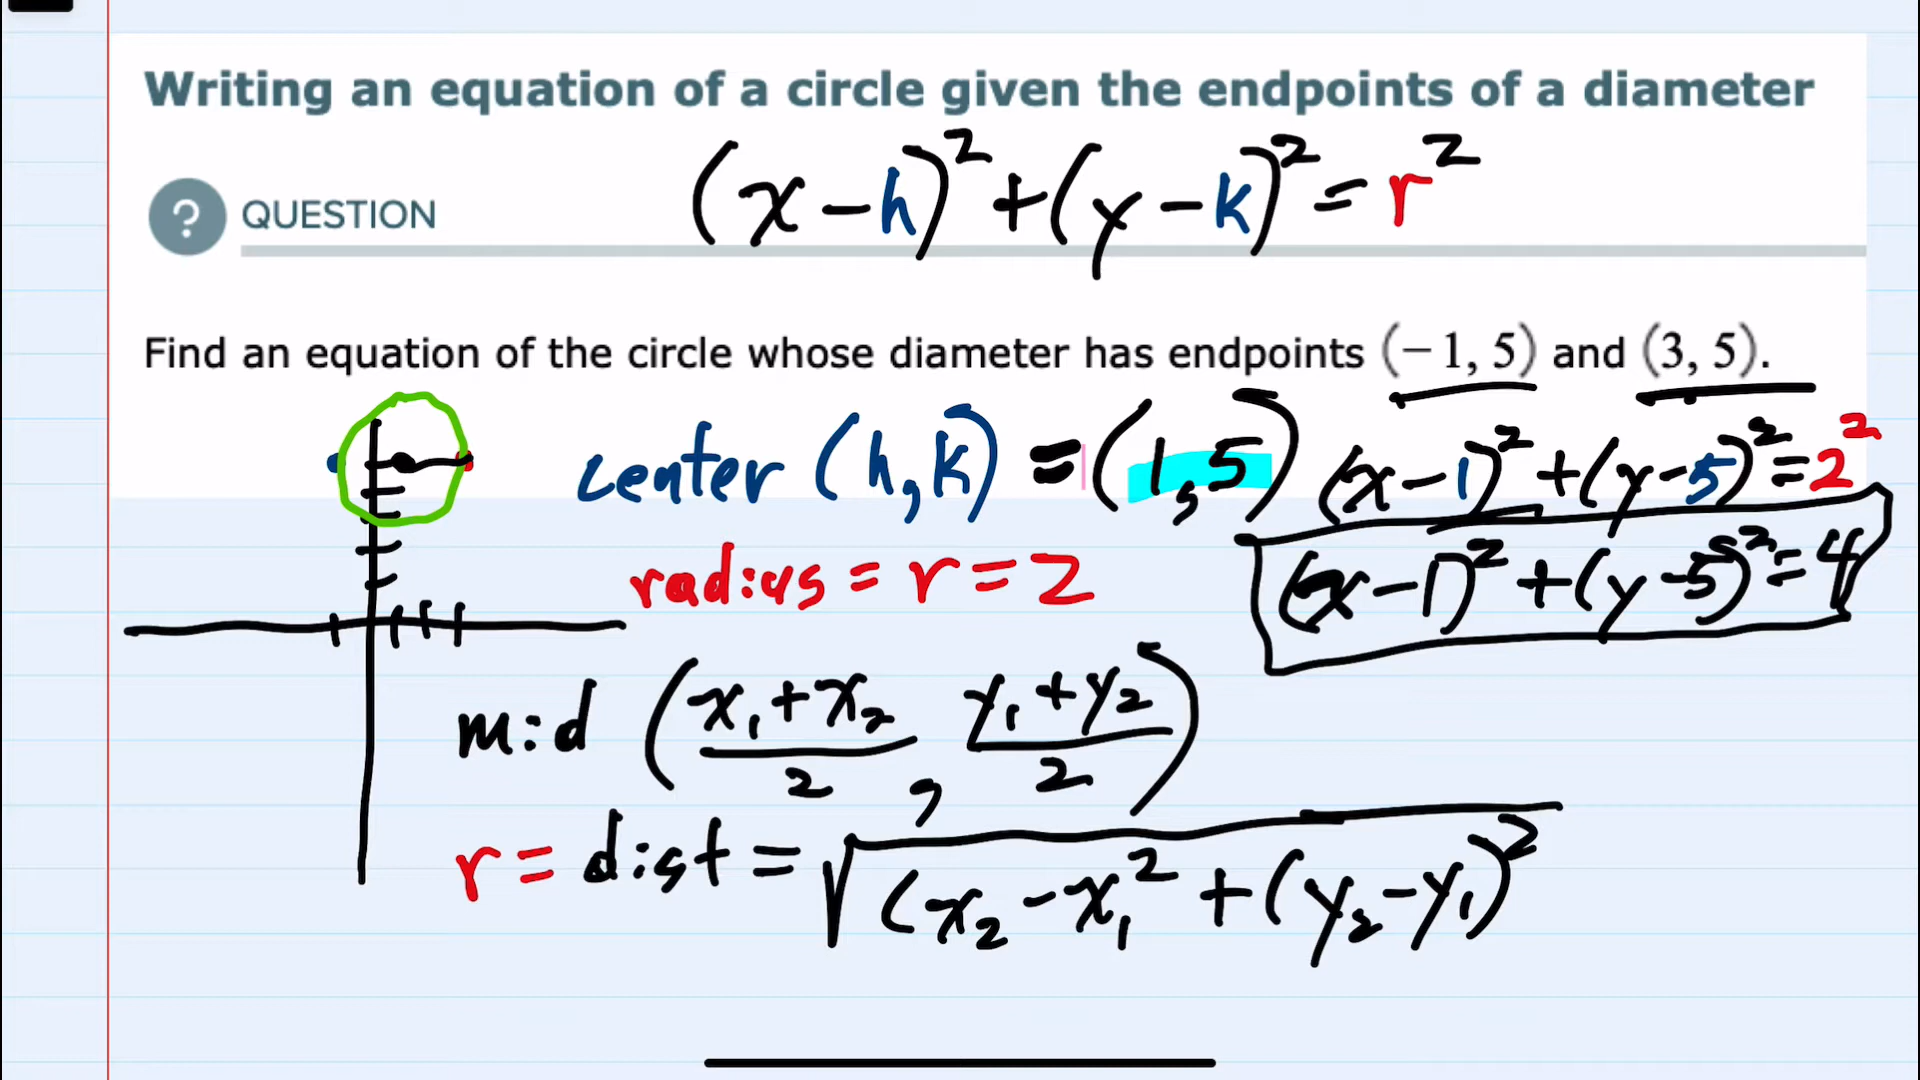 Writing an equation of a circle given the endpoints of a diameter
(x-h)²+(y-k)²=r²
? QUESTION
Find an equation of the circle whose diameter has endpoints (−1, 5) and (3, 5).
center (h,k) =(1,5)
(x-1)²+(y-5)²=2²
radius = r = 2
(x-1)²+(y-5)²=4
mid (x₁+x₂/2, y₁+y₂/2)
r = dist = √(x₂-x₁² +(y₂-y₁)²